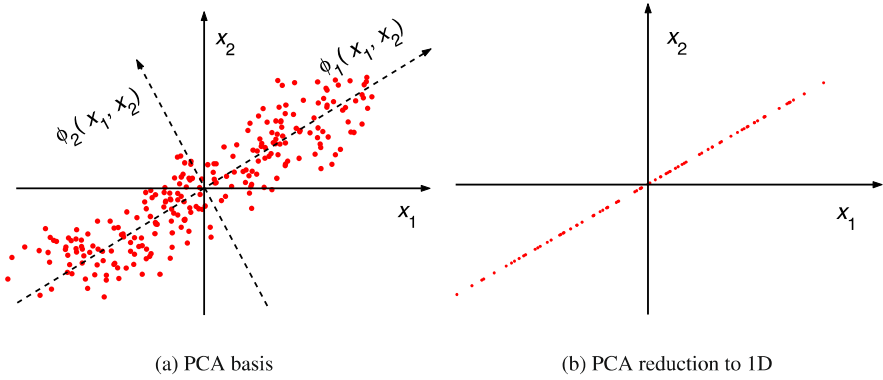 x₂
ϕ₁(x₁, x₂)
ϕ₂(x₁, x₂)
x₁
x₂
x₁
(a) PCA basis
(b) PCA reduction to 1D